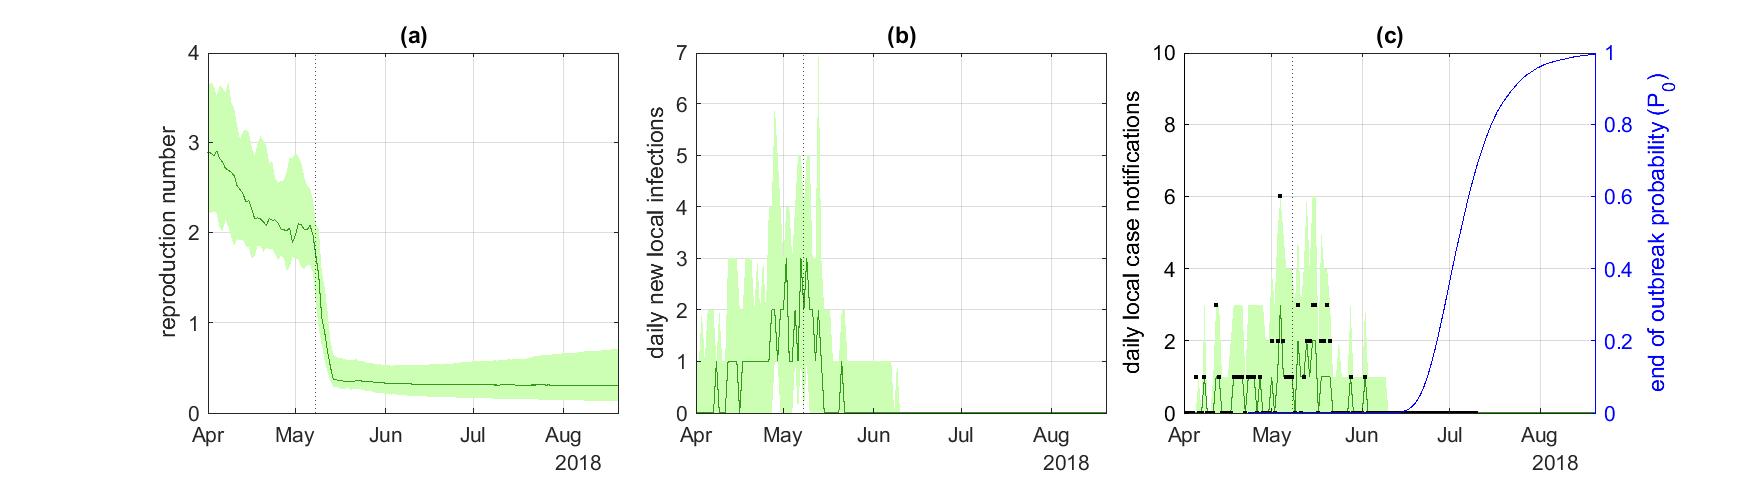 (a)
reproduction number
4
3
2
1
0
Apr May Jun Jul Aug
2018
(b)
daily new local infections
7
6
5
4
3
2
1
0
Apr May Jun Jul Aug
2018
(c)
daily local case notifications
10
8
6
4
2
0
Apr May Jun Jul Aug
2018
1
0.8
0.6
0.4
0.2
0
end of outbreak probability (P0)